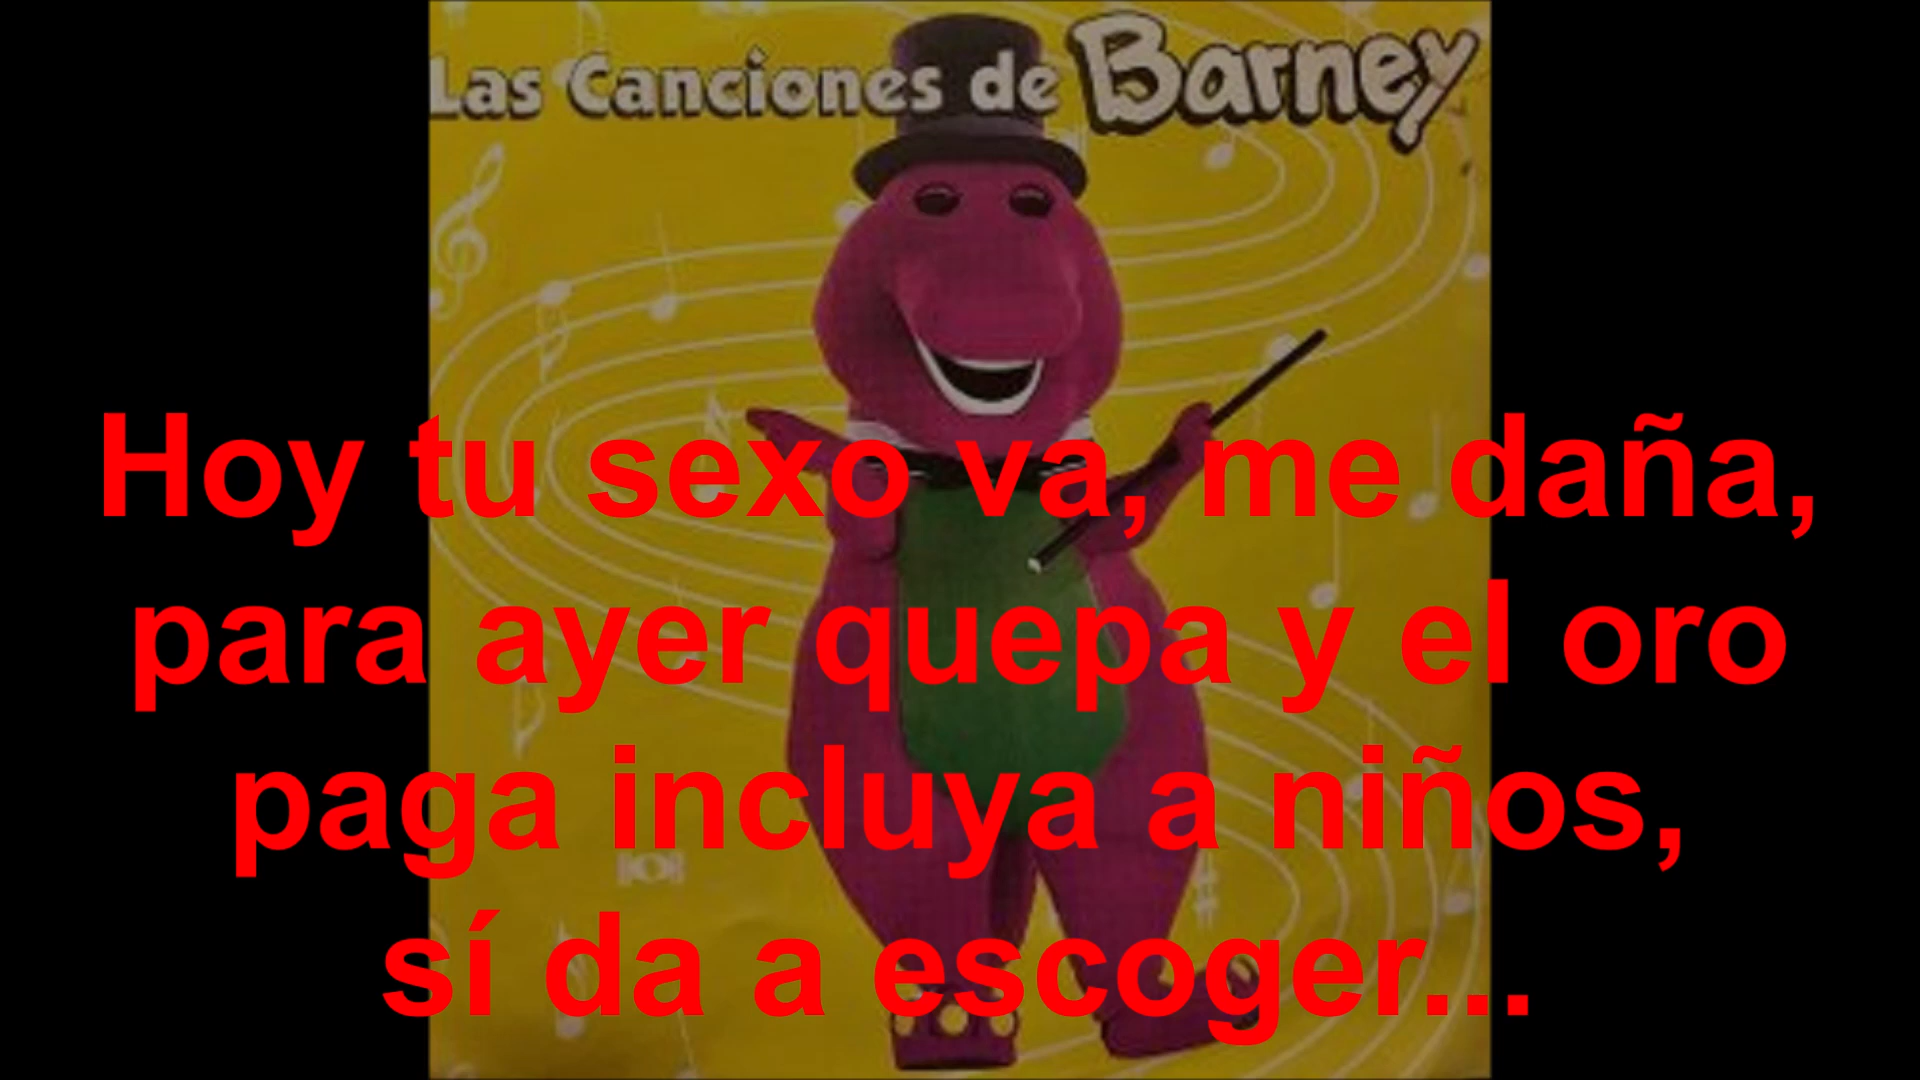 Las Canciones de Barney
Hoy tu sexo va, me daña,
para ayer quepa y el oro
paga incluya a niños,
sí da a escoger...